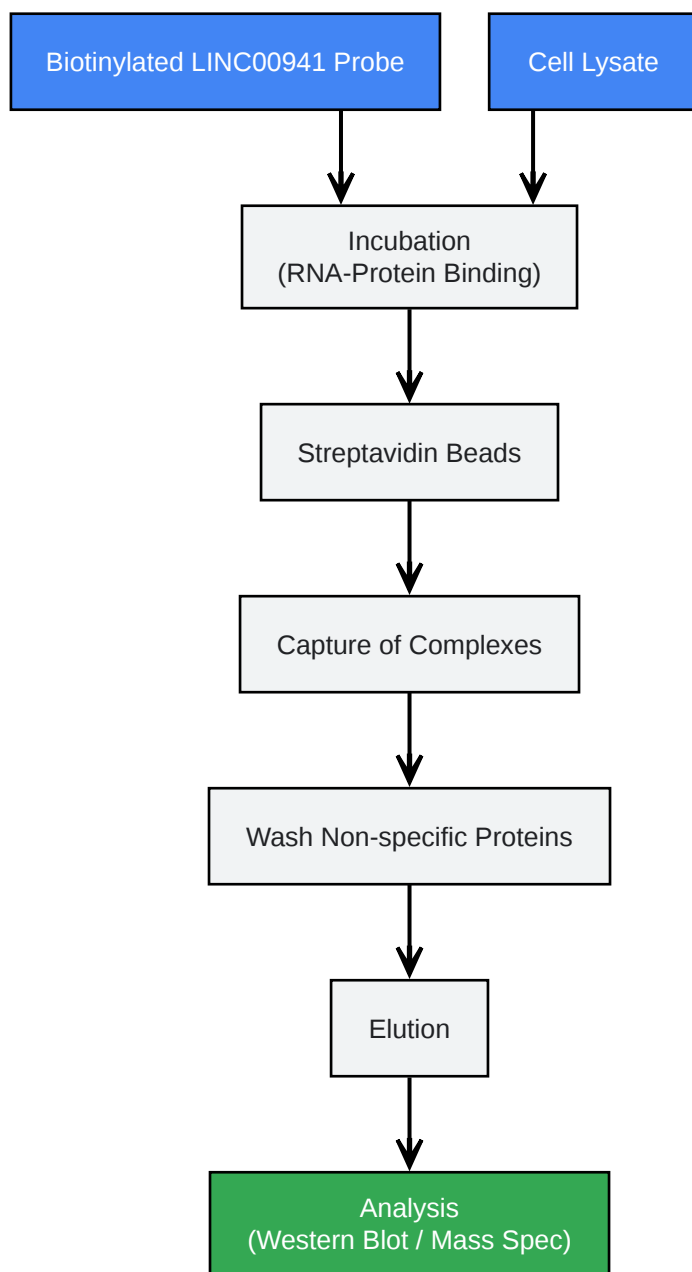 Biotinylated LINC00941 Probe
Cell Lysate
Incubation
(RNA-Protein Binding)
Streptavidin Beads
Capture of Complexes
Wash Non-specific Proteins
Elution
Analysis
(Western Blot / Mass Spec)